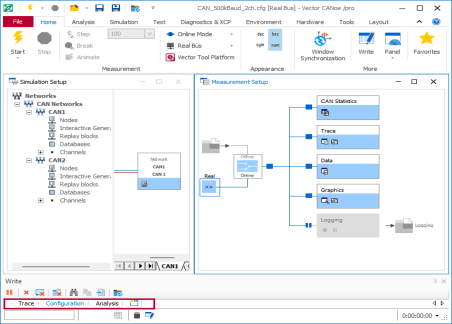 CAN_500kBaud_2ch.cfg [Real Bus] - Vector CANoe /pro
File Home Analysis Simulation Test Diagnostics & XCP Environment Hardware Tools Layout
Start Stop
Step 100
Break
Animate
Measurement
Online Mode
Real Bus
Vector Tool Platform
dec hex
sym num
Appearance
Window Synchronization
Write Panel
More
Favorites
Simulation Setup
Networks
CAN Networks
CAN1
Nodes
Interactive Gener
Replay blocks
Databases
Channels
CAN2
Nodes
Interactive Gener
Replay blocks
Databases
Channels
Network
CAN1
CAN 1
CAN1
Measurement Setup
Real
>>
Offline
Online
CAN Statistics
Trace
Data
Graphics
Logging
Logging
Write
Trace Configuration Analysis
0:00:00:00